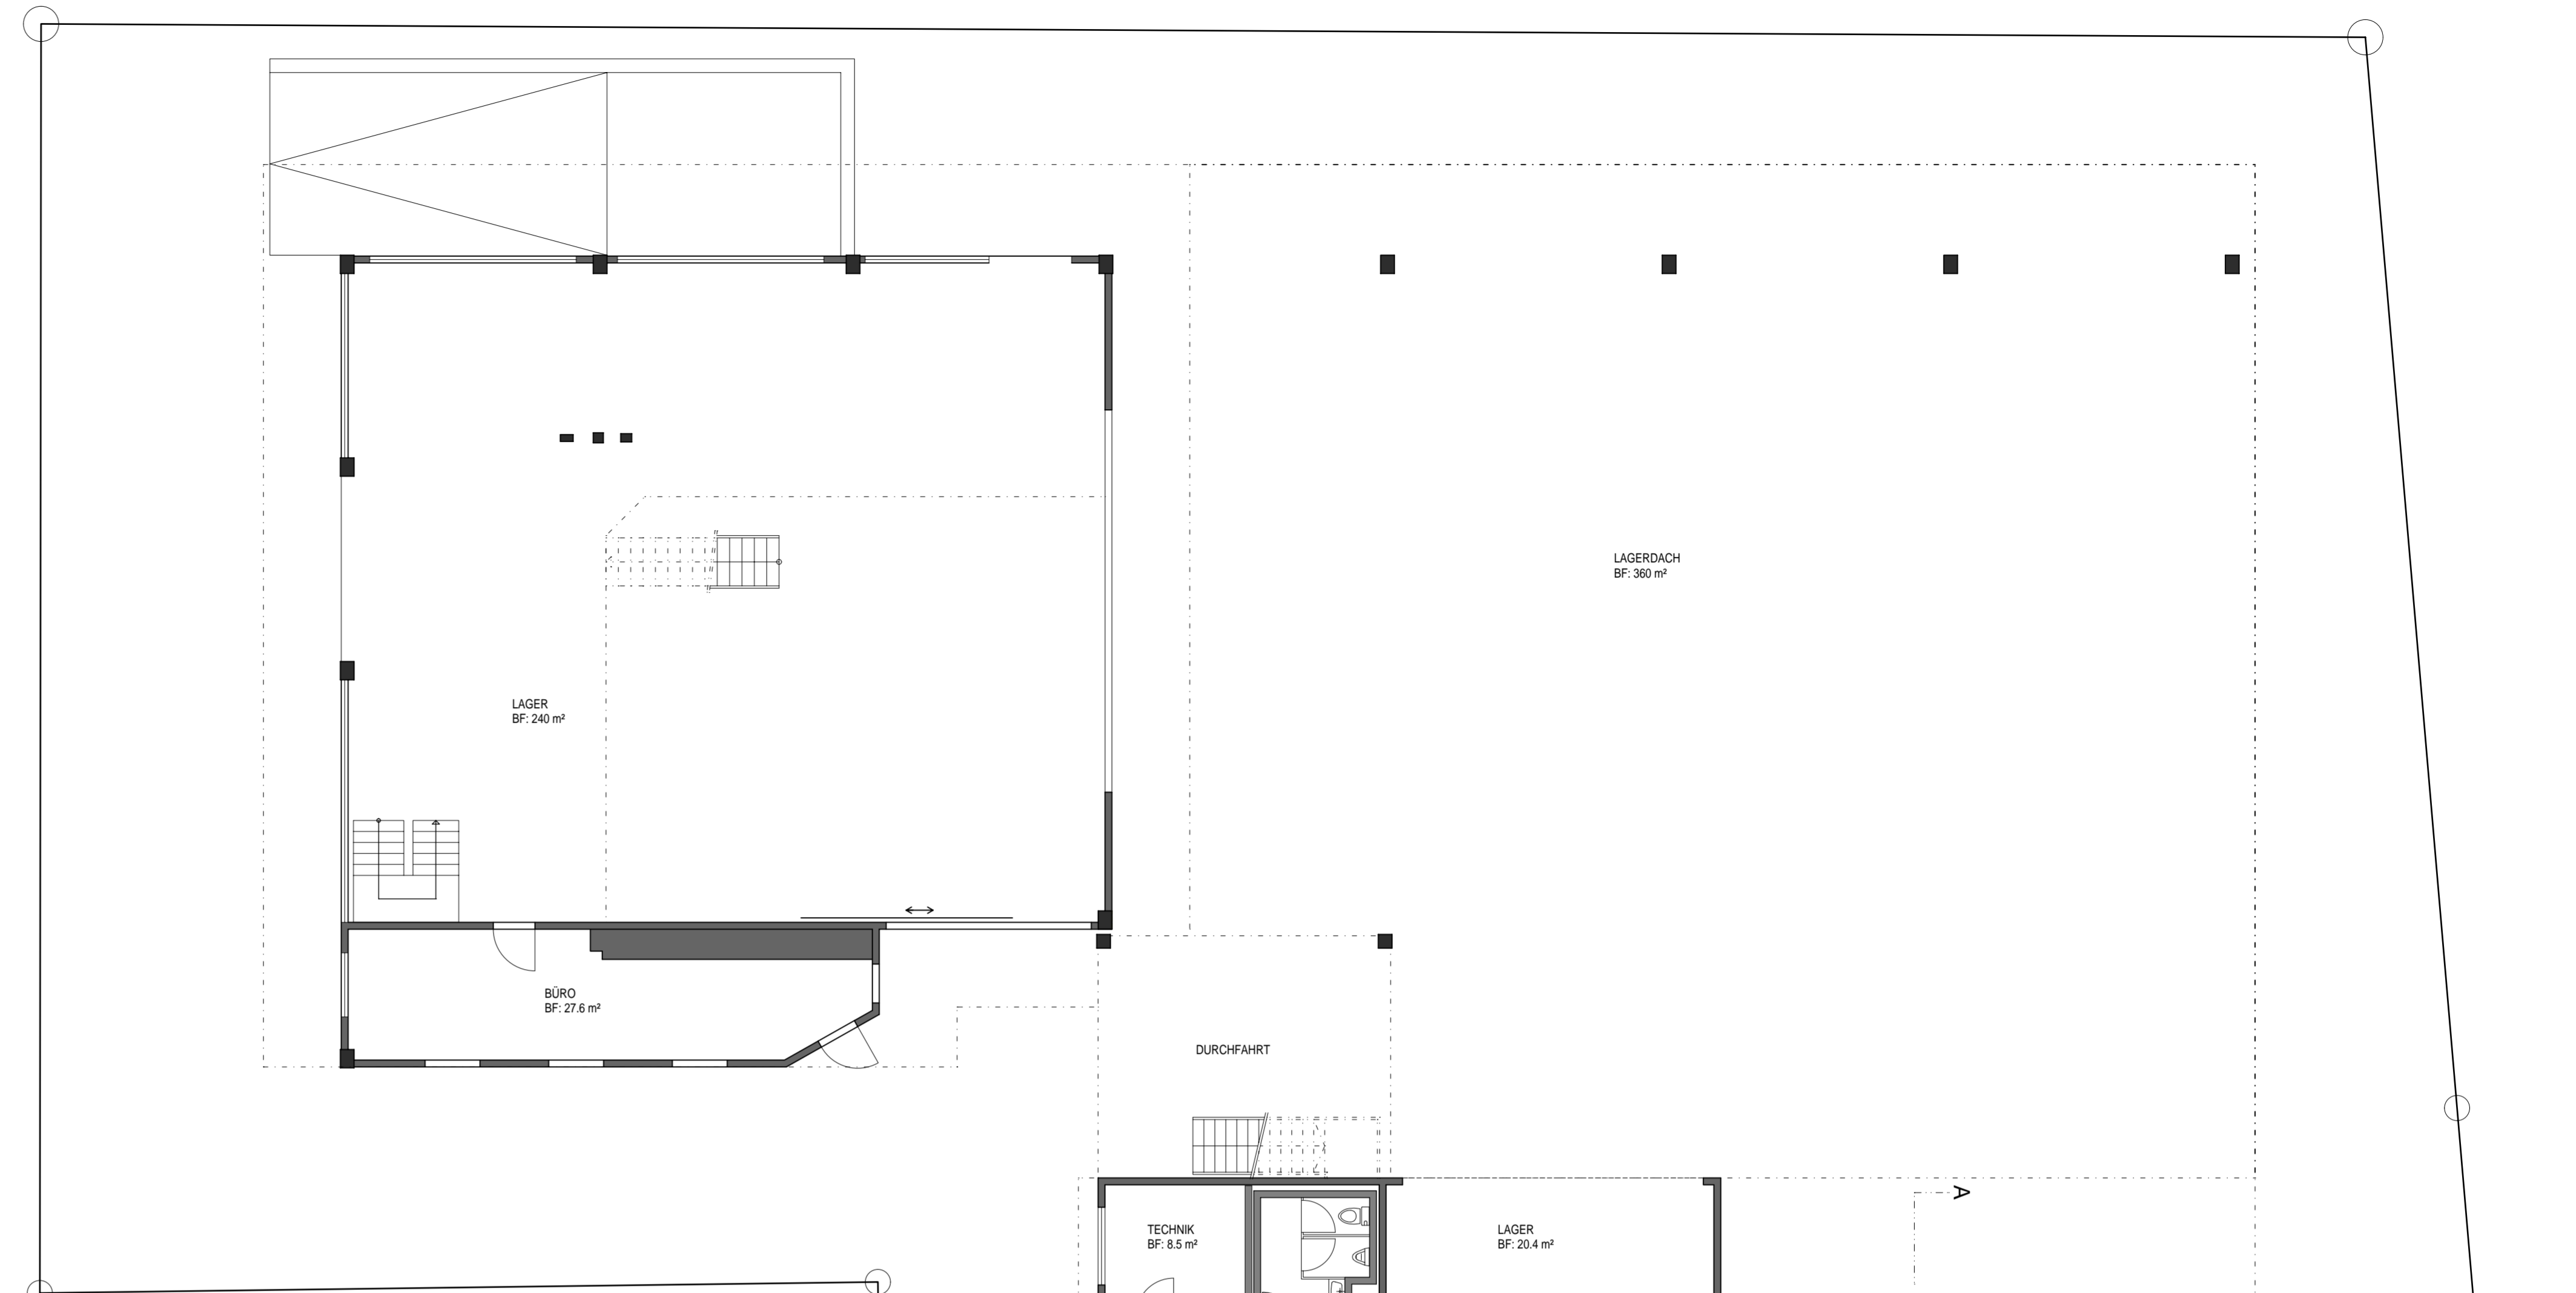 LAGERDACH
BF: 360 m²
LAGER
BF: 240 m²
BÜRO
BF: 27.6 m²
DURCHFAHRT
A
TECHNIK
BF: 8.5 m²
LAGER
BF: 20.4 m²